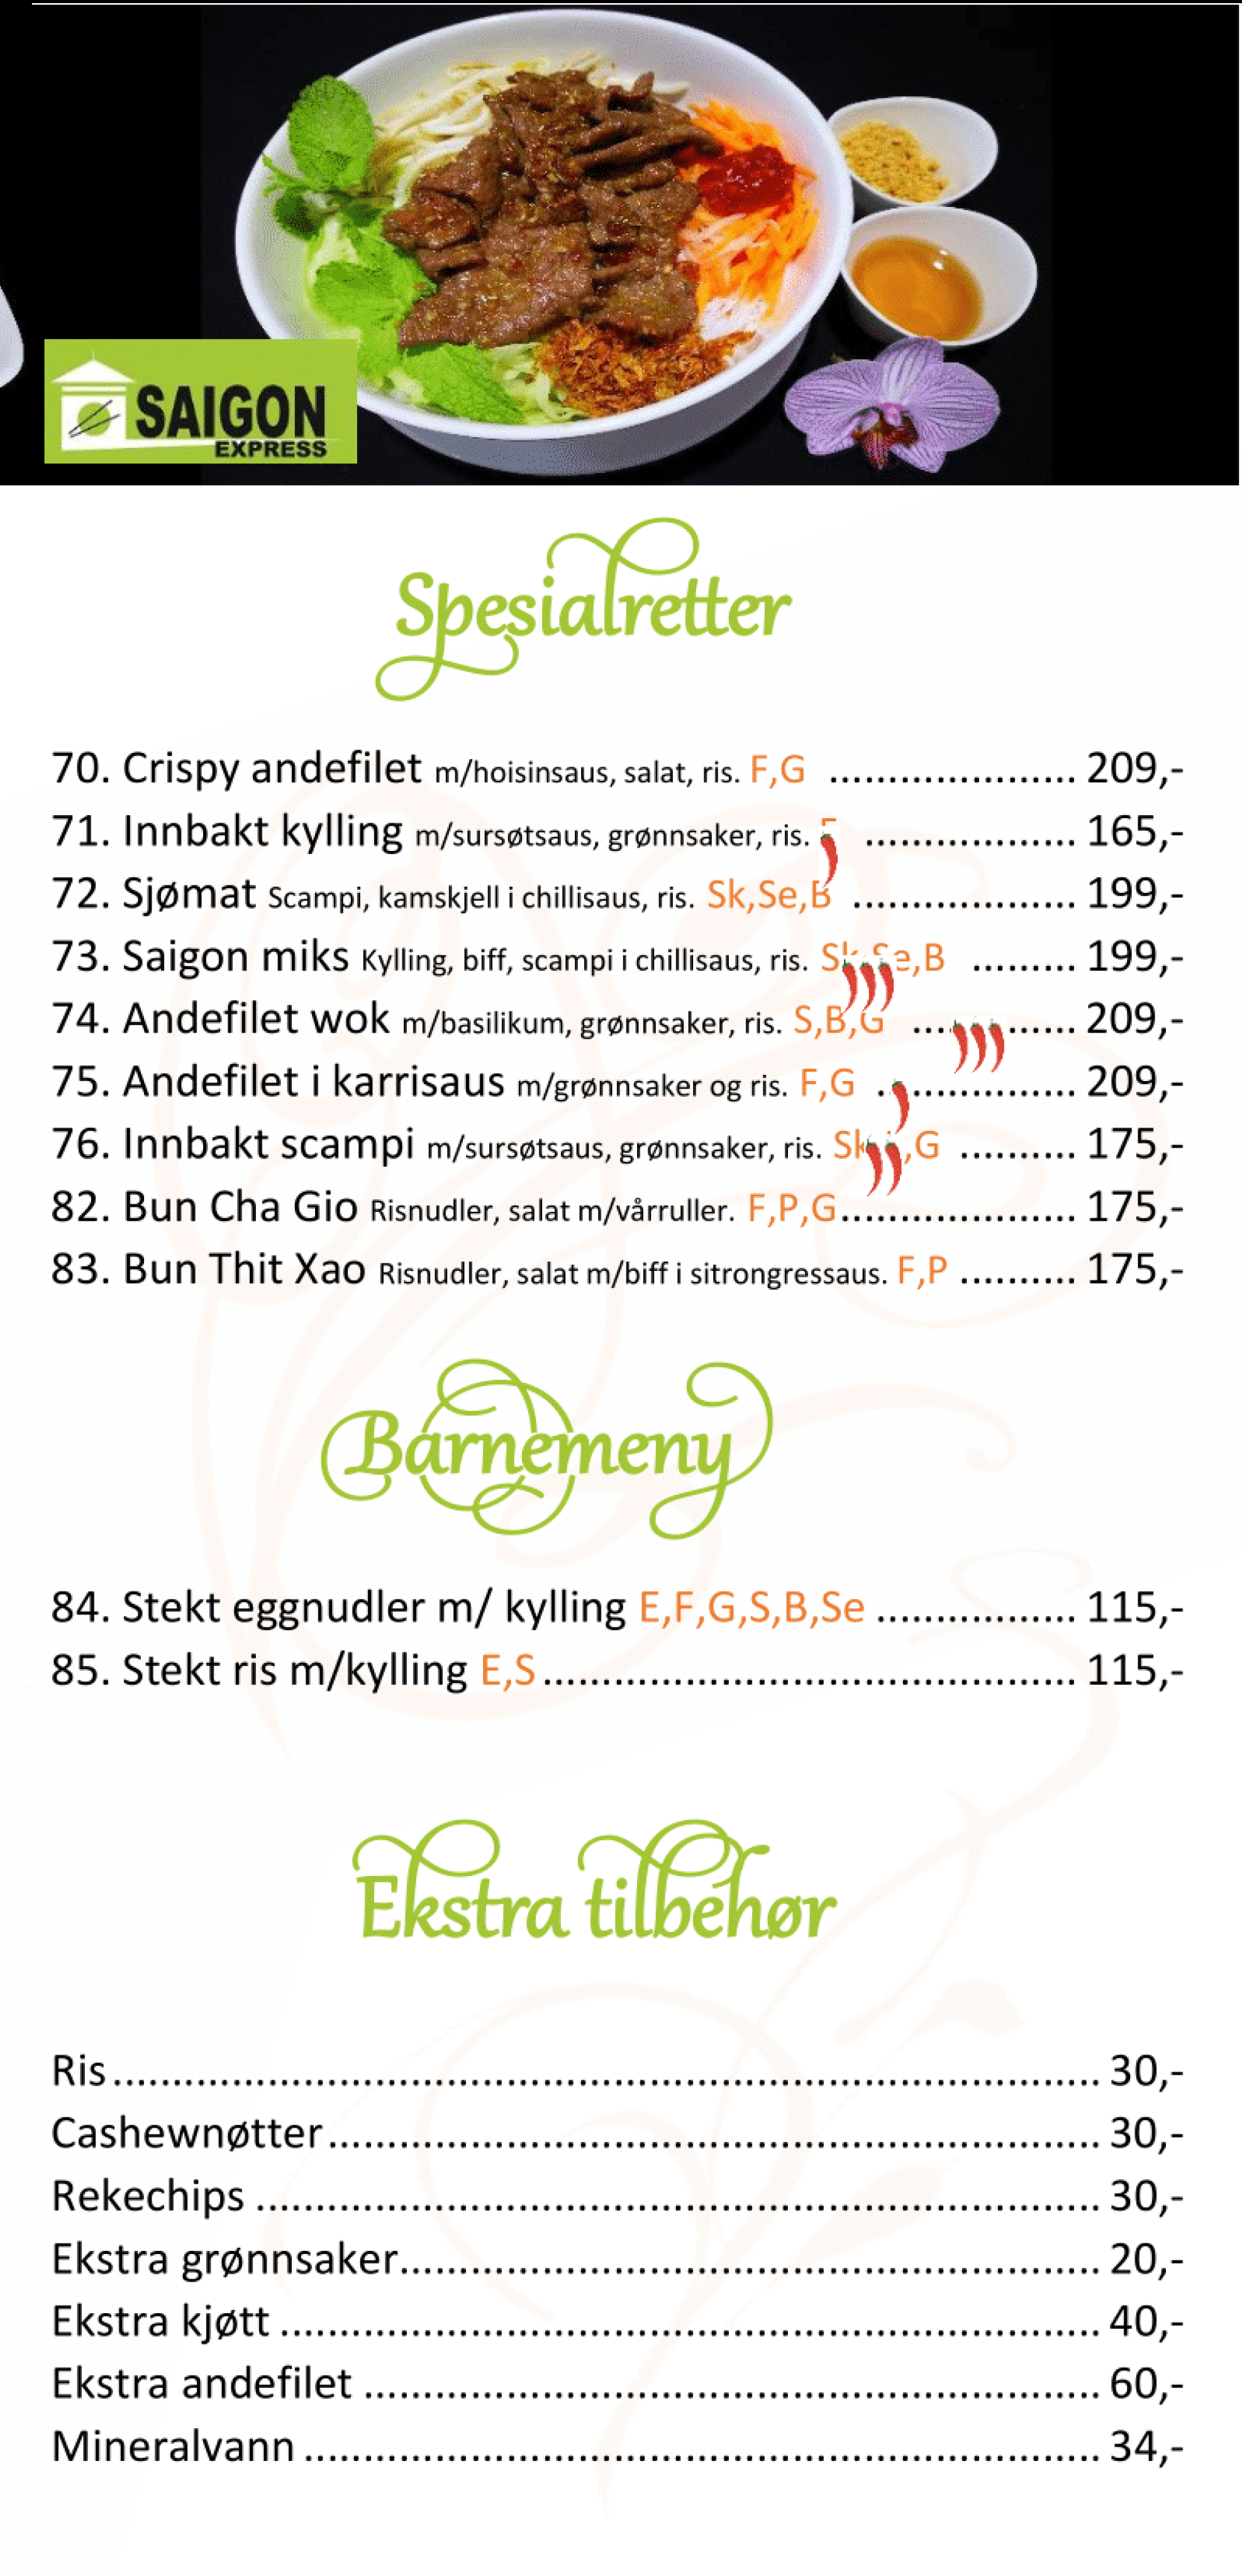 SAIGON
EXPRESS
Spesialretter
70. Crispy andefilet m/hoisinsaus, salat, ris. F,G ..................... 209,-
71. Innbakt kylling m/sursøtsaus, grønnsaker, ris. .................. 165,-
72. Sjømat Scampi, kamskjell i chillisaus, ris. Sk,Se,B ................... 199,-
73. Saigon miks Kylling, biff, scampi i chillisaus, ris. Sk,Se,B ......... 199,-
74. Andefilet wok m/basilikum, grønnsaker, ris. S,B,G .............. 209,-
75. Andefilet i karrisaus m/grønnsaker og ris. F,G ................. 209,-
76. Innbakt scampi m/sursøtsaus, grønnsaker, ris. ,G .......... 175,-
82. Bun Cha Gio Risnudler, salat m/vårruller. F,P,G.................... 175,-
83. Bun Thit Xao Risnudler, salat m/biff i sitrongressaus. F,P .......... 175,-
Barnemeny
84. Stekt eggnudler m/ kylling E,F,G,S,B,Se ................. 115,-
85. Stekt ris m/kylling E,S............................................. 115,-
Ekstra tilbehør
Ris................................................................................... 30,-
Cashewnøtter................................................................. 30,-
Rekechips ....................................................................... 30,-
Ekstra grønnsaker........................................................... 20,-
Ekstra kjøtt ..................................................................... 40,-
Ekstra andefilet .............................................................. 60,-
Mineralvann ................................................................... 34,-